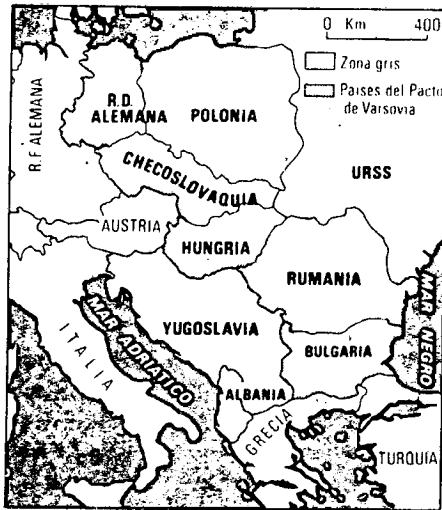 0 Km 400
Zona gris
Países del Pacto
de Varsovia
R.F. ALEMANA
R.D.
ALEMANA
POLONIA
CHECOSLOVAQUIA
URSS
AUSTRIA
HUNGRIA
RUMANIA
MAR NEGRO
ITALIA
MAR ADRIATICO
YUGOSLAVIA
BULGARIA
ALBANIA
GRECIA
TURQUIA